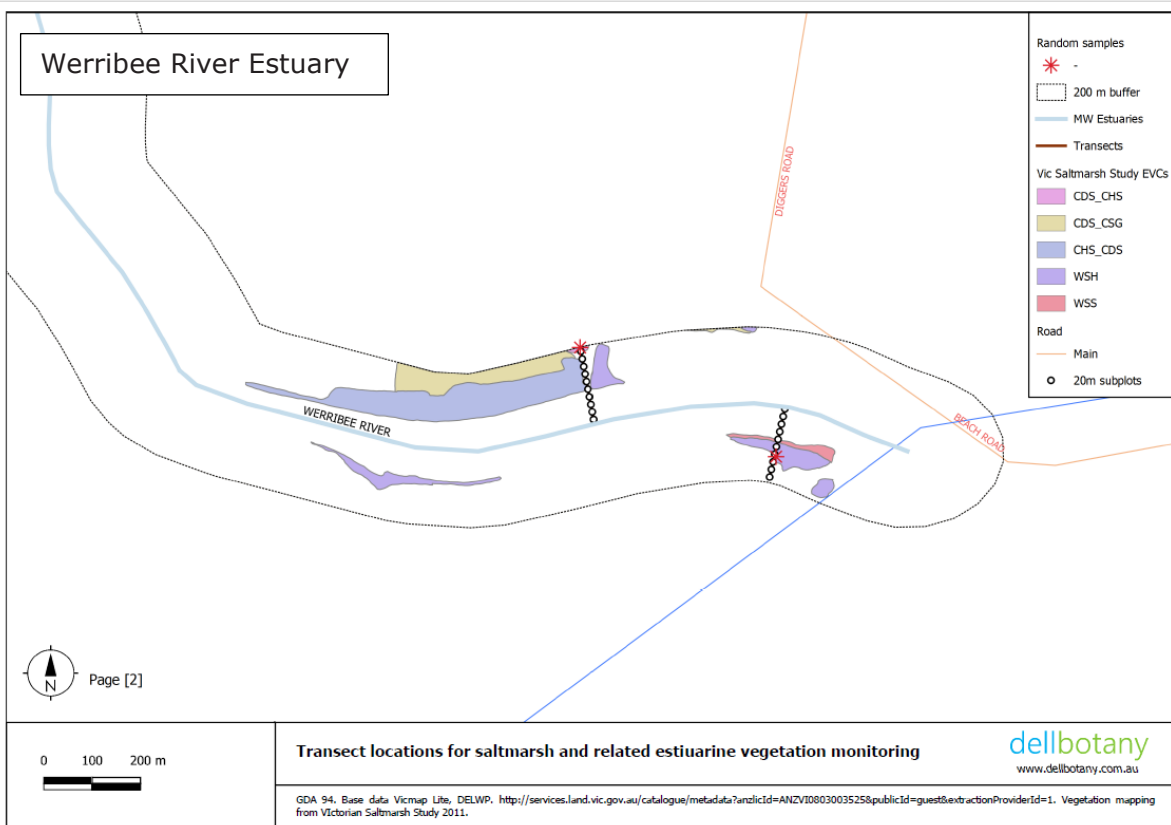 Werribee River Estuary
Random samples
-
200 m buffer
MW Estuaries
Transects
Vic Saltmarsh Study EVCs
CDS_CHS
CDS_CSG
CHS_CDS
WSH
WSS
Road
Main
20m subplots
DIGGERS ROAD
WERRIBEE RIVER
BEACH ROAD
N
Page [2]
0 100 200 m
Transect locations for saltmarsh and related estiuarine vegetation monitoring
dellbotany
www.dellbotany.com.au
GDA 94. Base data Vicmap Lite, DELWP. http://services.land.vic.gov.au/catalogue/metadata?anzlicId=ANZVI0803003525&publicId=guest&extractionProviderId=1. Vegetation mapping
from VIctorian Saltmarsh Study 2011.